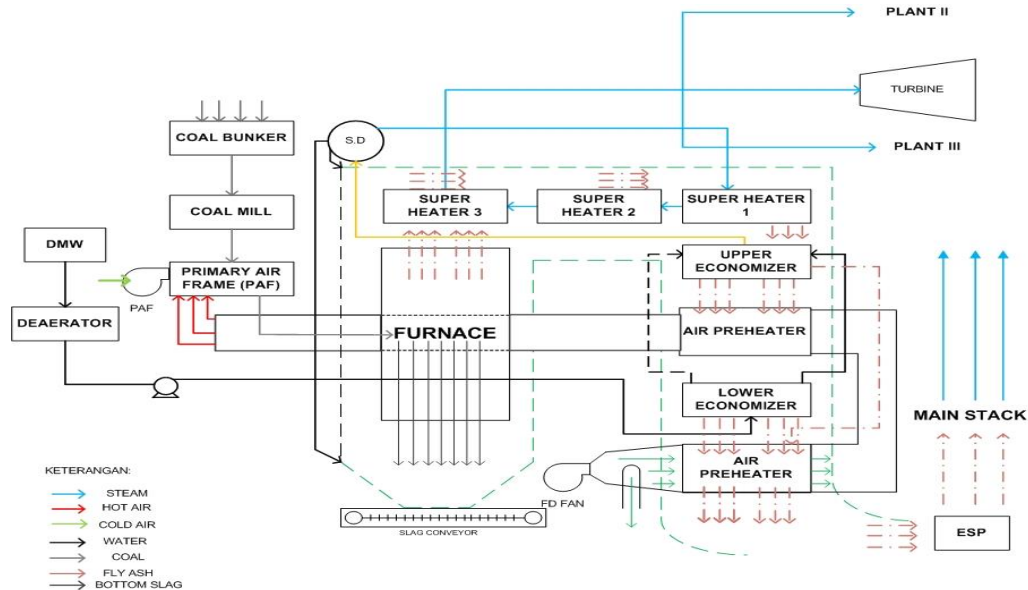 PLANT II
TURBINE
PLANT III
COAL BUNKER
S.D
COAL MILL
SUPER
HEATER 3
SUPER
HEATER 2
SUPER HEATER
1
DMW
PRIMARY AIR
FRAME (PAF)
PAF
UPPER
ECONOMIZER
DEAERATOR
FURNACE
AIR PREHEATER
LOWER
ECONOMIZER
MAIN STACK
AIR
PREHEATER
FD FAN
SLAG CONVEYOR
ESP
KETERANGAN:
STEAM
HOT AIR
COLD AIR
WATER
COAL
FLY ASH
BOTTOM SLAG